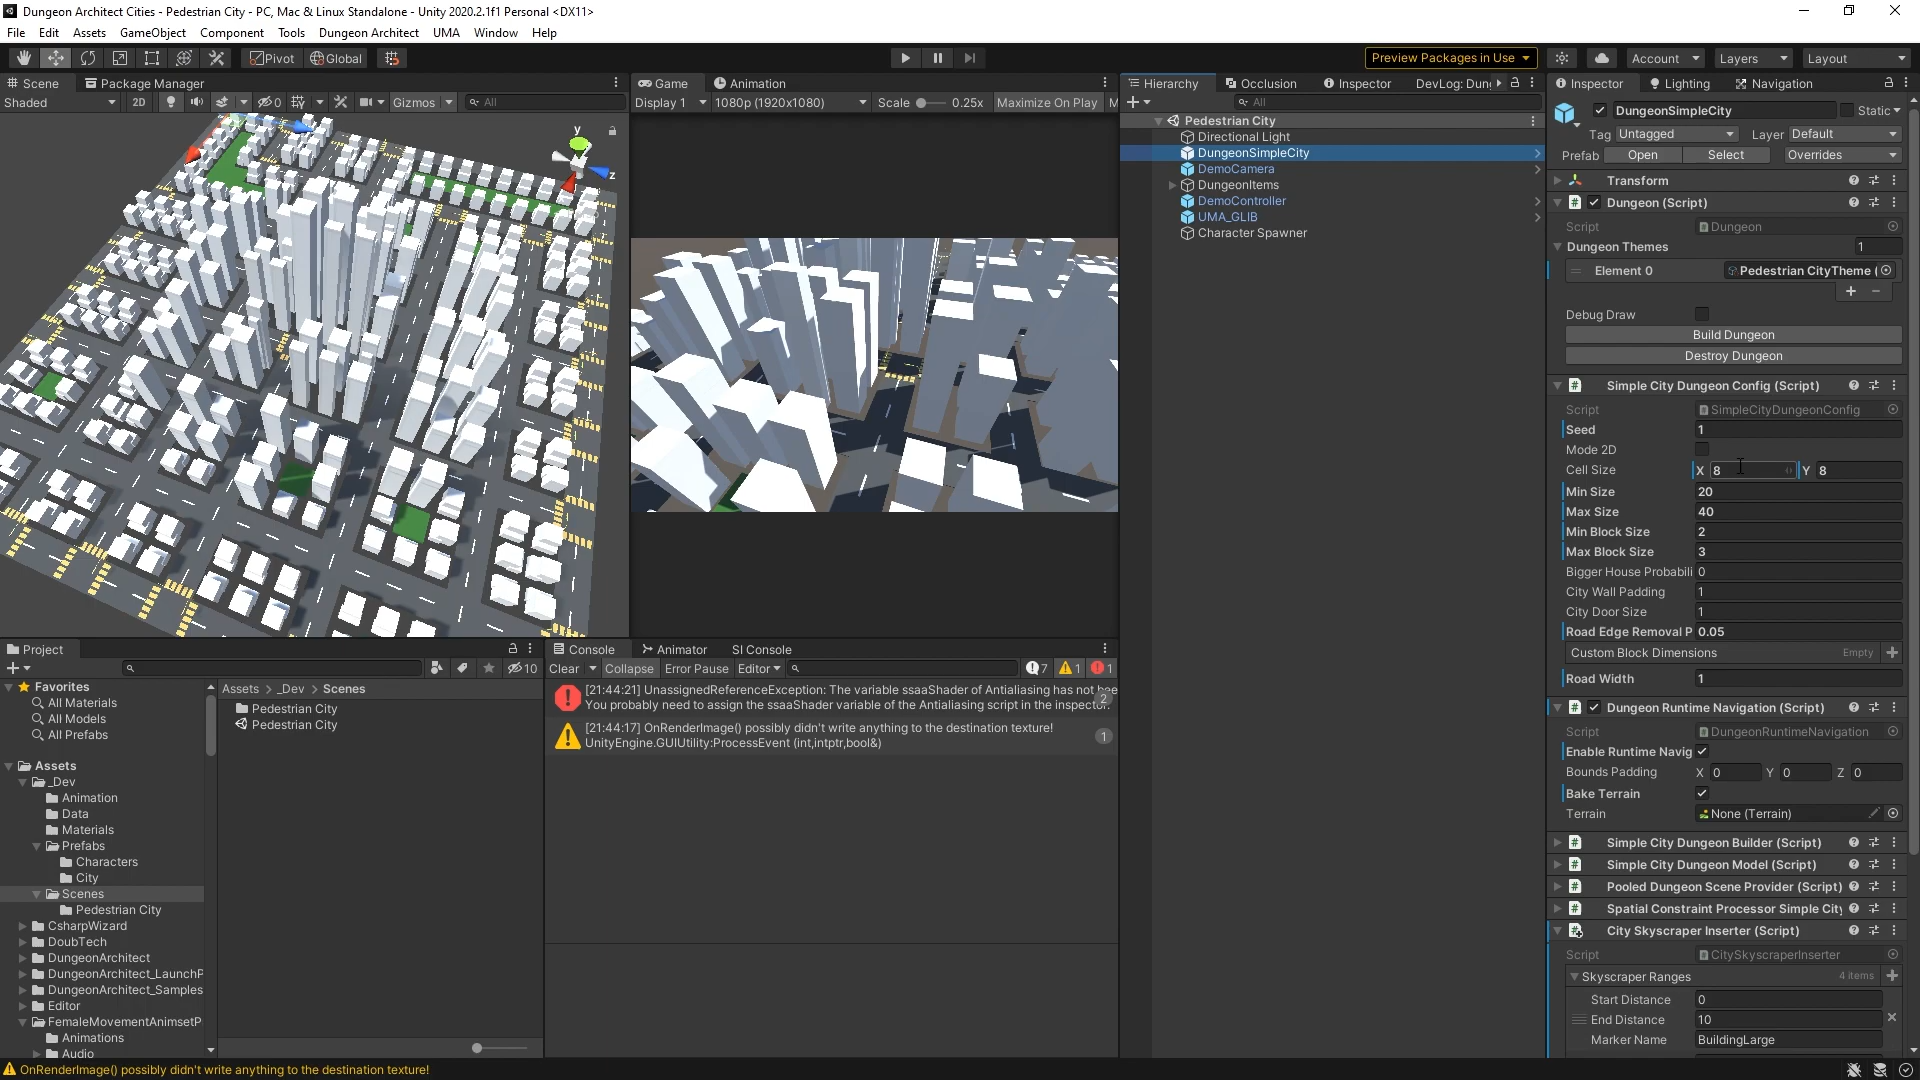 Dungeon Architect Cities - Pedestrian City - PC, Mac & Linux Standalone - Unity 2020.2.1f1 Personal <DX11>
File Edit Assets GameObject Component Tools Dungeon Architect UMA Window Help
Pivot Global Preview Packages in Use Account Layers Layout
Scene Package Manager
Shaded 2D 0 Gizmos All
y
z
Game Animation
Display 1 1080p (1920x1080) Scale 0.25x Maximize On Play M
Hierarchy Occlusion Inspector DevLog: Dung
All
Pedestrian City
Directional Light
DungeonSimpleCity
DemoCamera
DungeonItems
DemoController
UMA_GLIB
Character Spawner
Inspector Lighting Navigation
DungeonSimpleCity Static
Tag Untagged Layer Default
Prefab Open Select Overrides
Transform
Dungeon (Script)
Script Dungeon
Dungeon Themes 1
Element 0 Pedestrian CityTheme (
Debug Draw
Build Dungeon
Destroy Dungeon
Simple City Dungeon Config (Script)
Script SimpleCityDungeonConfig
Seed 1
Mode 2D
Cell Size X 8 Y 8
Min Size 20
Max Size 40
Min Block Size 2
Max Block Size 3
Bigger House Probabili 0
City Wall Padding 1
City Door Size 1
Road Edge Removal P 0.05
Custom Block Dimensions Empty
Road Width 1
Dungeon Runtime Navigation (Script)
Script DungeonRuntimeNavigation
Enable Runtime Navig
Bounds Padding X 0 Y 0 Z 0
Bake Terrain
Terrain None (Terrain)
Simple City Dungeon Builder (Script)
Simple City Dungeon Model (Script)
Pooled Dungeon Scene Provider (Script)
Spatial Constraint Processor Simple City
City Skyscraper Inserter (Script)
Script CitySkyscraperInserter
Skyscraper Ranges 4 items
Start Distance 0
End Distance 10
Marker Name BuildingLarge
Project
10
Favorites
All Materials
All Models
All Prefabs
Assets
_Dev
Animation
Data
Materials
Prefabs
Characters
City
Scenes
Pedestrian City
CsharpWizard
DoubTech
DungeonArchitect
DungeonArchitect_LaunchP
DungeonArchitect_Samples
Editor
FemaleMovementAnimsetP
Animations
Audio
Assets > _Dev > Scenes
Pedestrian City
Pedestrian City
Console Animator SI Console
Clear Collapse Error Pause Editor 7 1 1
[21:44:21] UnassignedReferenceException: The variable ssaaShader of Antialiasing has not bee
You probably need to assign the ssaaShader variable of the Antialiasing script in the inspector.
2
[21:44:17] OnRenderImage() possibly didn't write anything to the destination texture!
UnityEngine.GUIUtility:ProcessEvent (int,intptr,bool&)
1
OnRenderImage() possibly didn't write anything to the destination texture!